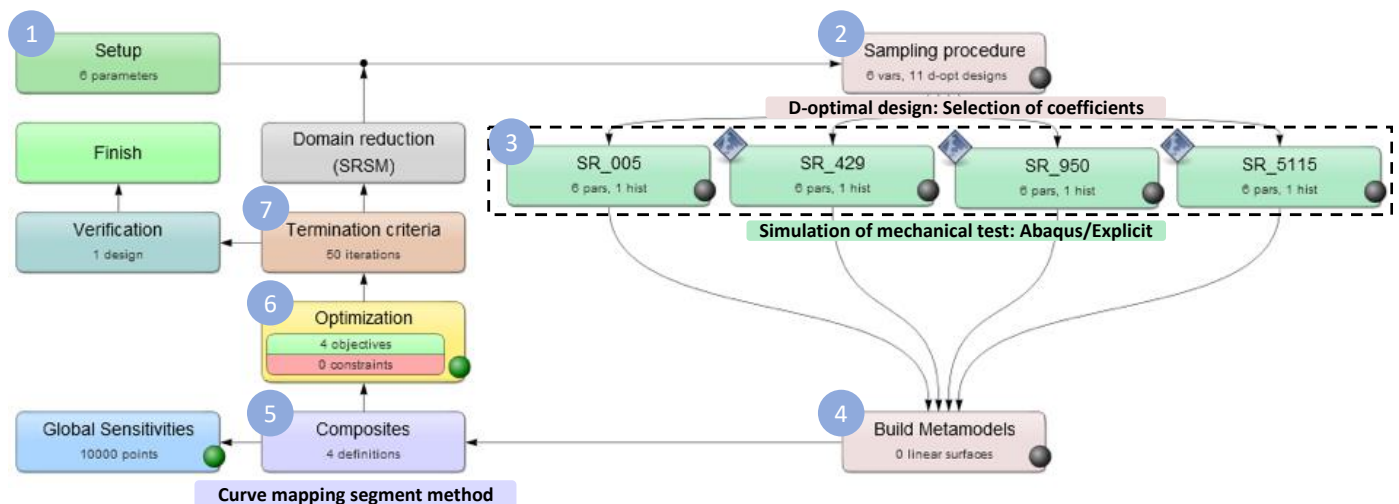 1
Setup
6 parameters
2
Sampling procedure
6 vars, 11 d-opt designs
D-optimal design: Selection of coefficients
Finish
Domain reduction
(SRSM)
3
SR_005
6 pars, 1 hist
SR_429
6 pars, 1 hist
SR_950
6 pars, 1 hist
SR_5115
6 pars, 1 hist
Simulation of mechanical test: Abaqus/Explicit
Verification
1 design
7
Termination criteria
50 iterations
6
Optimization
4 objectives
0 constraints
Global Sensitivities
10000 points
5
Composites
4 definitions
4
Build Metamodels
0 linear surfaces
Curve mapping segment method